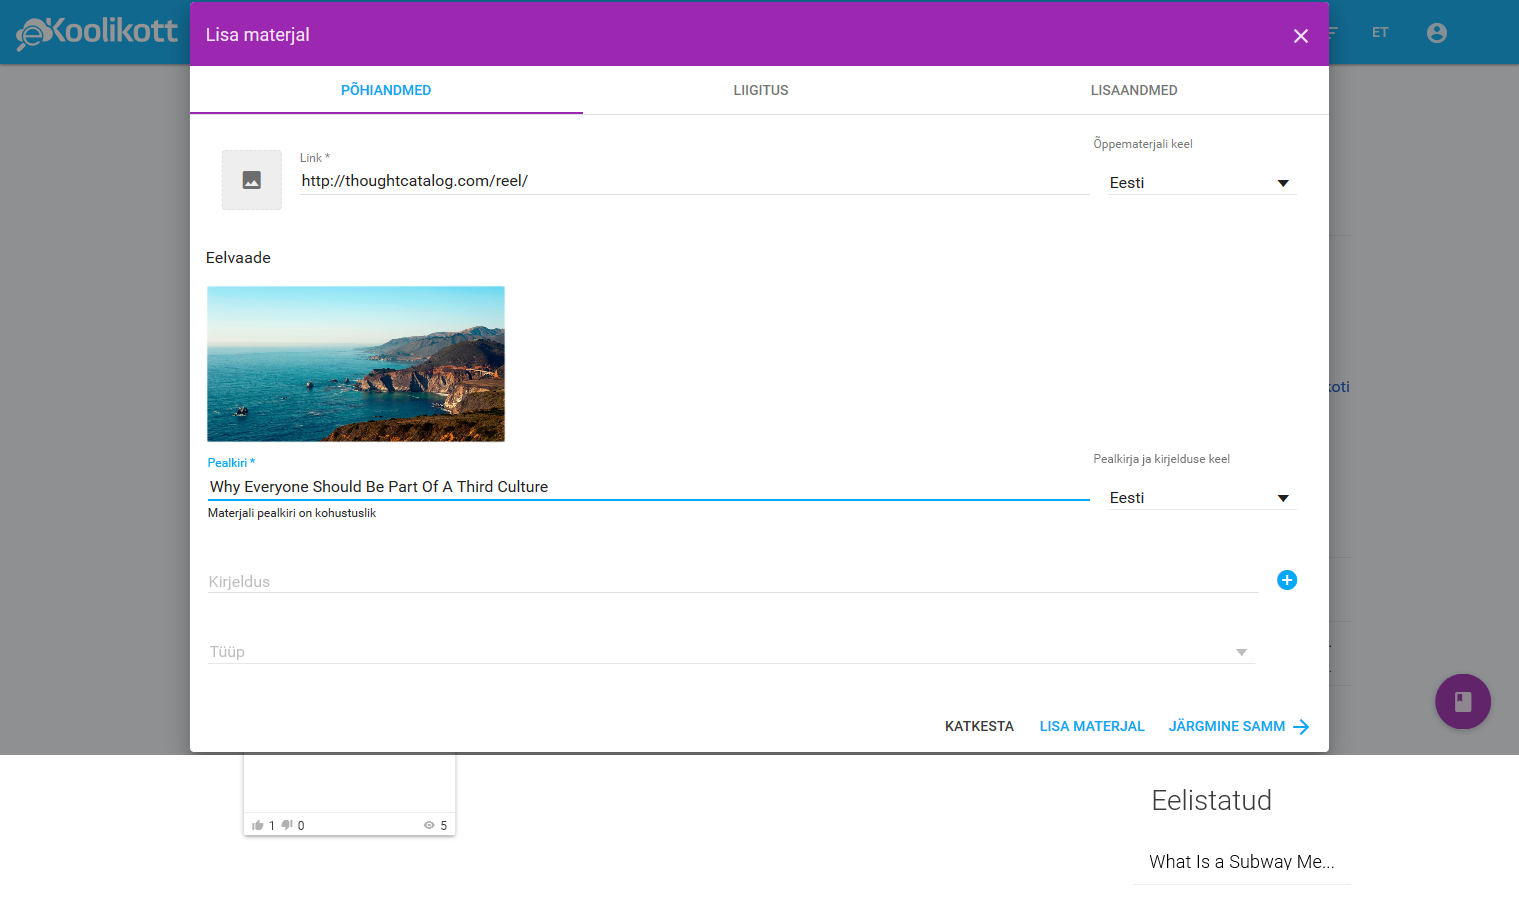 eKoolikott
Lisa materjal
ET
PÕHIANDMED
LIIGITUS
LISAANDMED
Link *
http://thoughtcatalog.com/reel/
Õppematerjali keel
Eesti
Eelvaade
koti
Pealkiri *
Why Everyone Should Be Part Of A Third Culture
Materjali pealkiri on kohustuslik
Pealkirja ja kirjelduse keel
Eesti
Kirjeldus
Tüüp
KATKESTA
LISA MATERJAL
JÄRGMINE SAMM
1 0 5
Eelistatud
What Is a Subway Me...